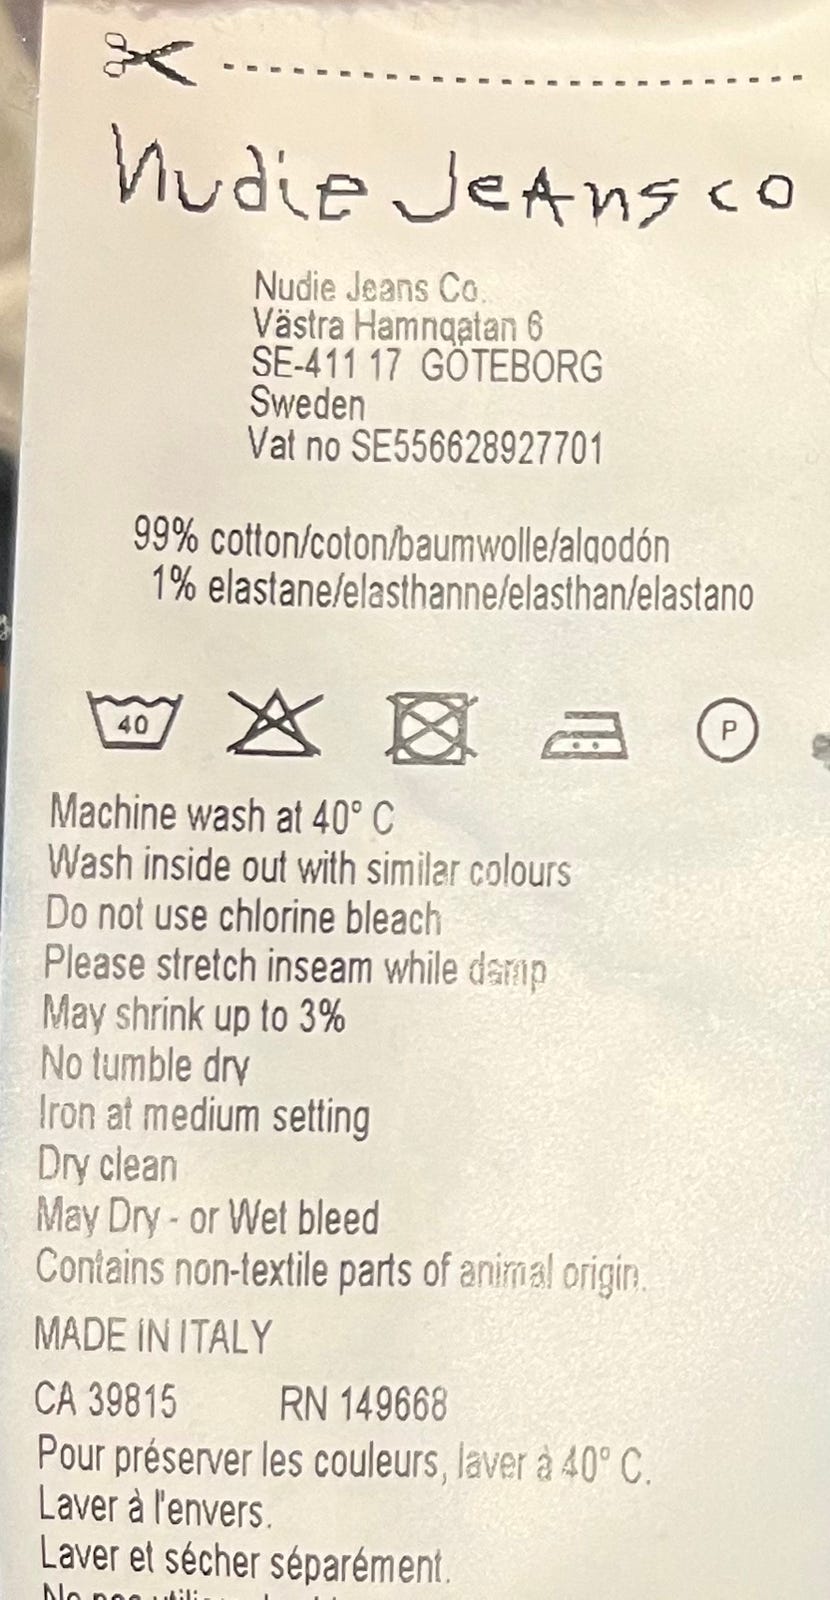 Nudie Jeans co
Nudie Jeans Co.
Västra Hamngatan 6
SE-411 17 GÖTEBORG
Sweden
Vat no SE556628927701
99% cotton/coton/baumwolle/algodón
1% elastane/elasthanne/elasthan/elastano
40 P
Machine wash at 40° C
Wash inside out with similar colours
Do not use chlorine bleach
Please stretch inseam while damp
May shrink up to 3%
No tumble dry
Iron at medium setting
Dry clean
May Dry - or Wet bleed
Contains non-textile parts of animal origin.
MADE IN ITALY
CA 39815 RN 149668
Pour préserver les couleurs, laver à 40° C.
Laver à l'envers.
Laver et sécher séparément.